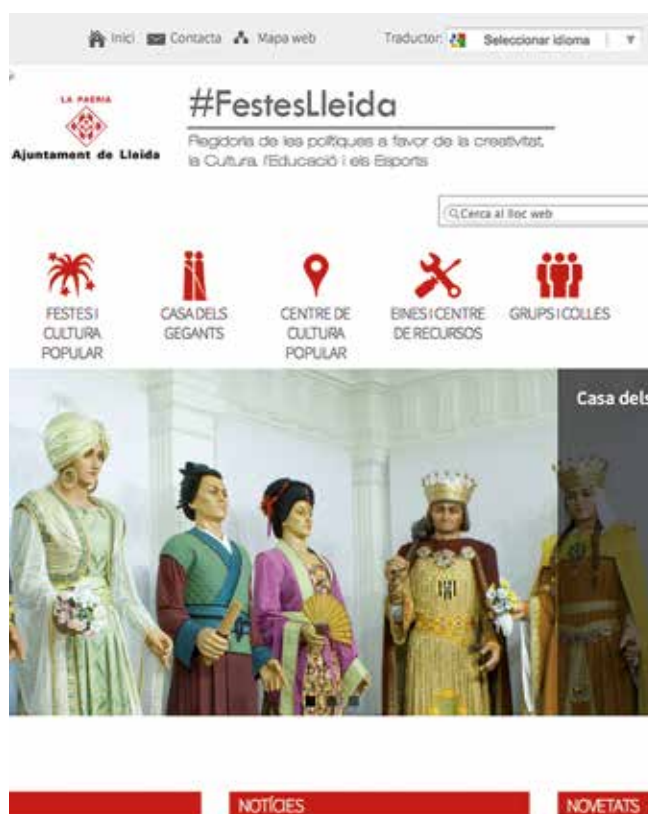 Inici Contacta Mapa web Traductor: Seleccionar idioma
LA PAERIA
Ajuntament de Lleida
#FestesLleida
Regidoria de les polítiques a favor de la creativitat,
la Cultura, l'Educació i els Esports
Cerca al lloc web
FESTES I
CULTURA
POPULAR
CASA DELS
GEGANTS
CENTRE DE
CULTURA
POPULAR
EINES I CENTRE
DE RECURSOS
GRUPS I COLLES
Casa dels
NOTÍCIES
NOVETATS